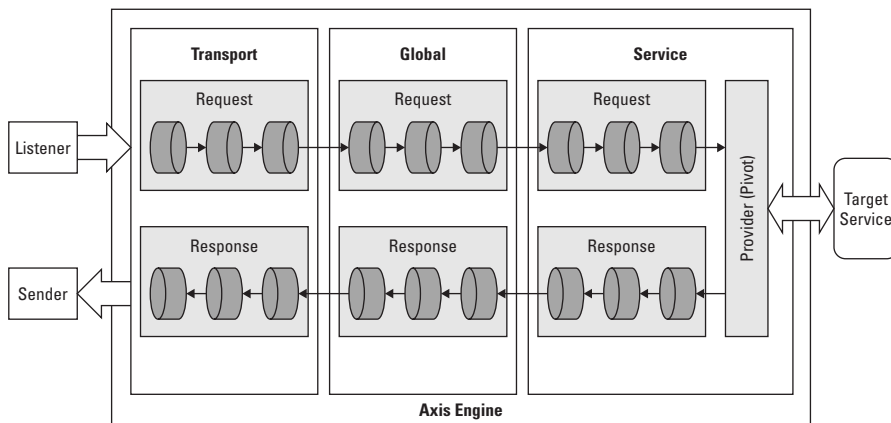 Transport
Global
Service
Request
Request
Request
Listener
Provider (Pivot)
Target
Service
Response
Response
Response
Sender
Axis Engine